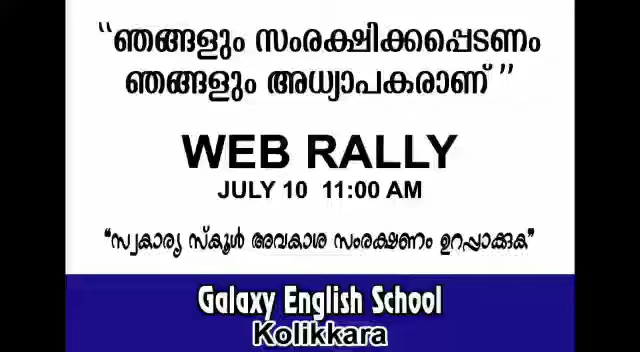 “ഞങ്ങളും സംരക്ഷിക്കപ്പെടണം
ഞങ്ങളും അധ്യാപകരാണ്”
WEB RALLY
JULY 10 11:00 AM
“സ്വകാര്യ സ്കൂൾ അവകാശ സംരക്ഷണം ഉറപ്പാക്കുക”
Galaxy English School
Kolikkara